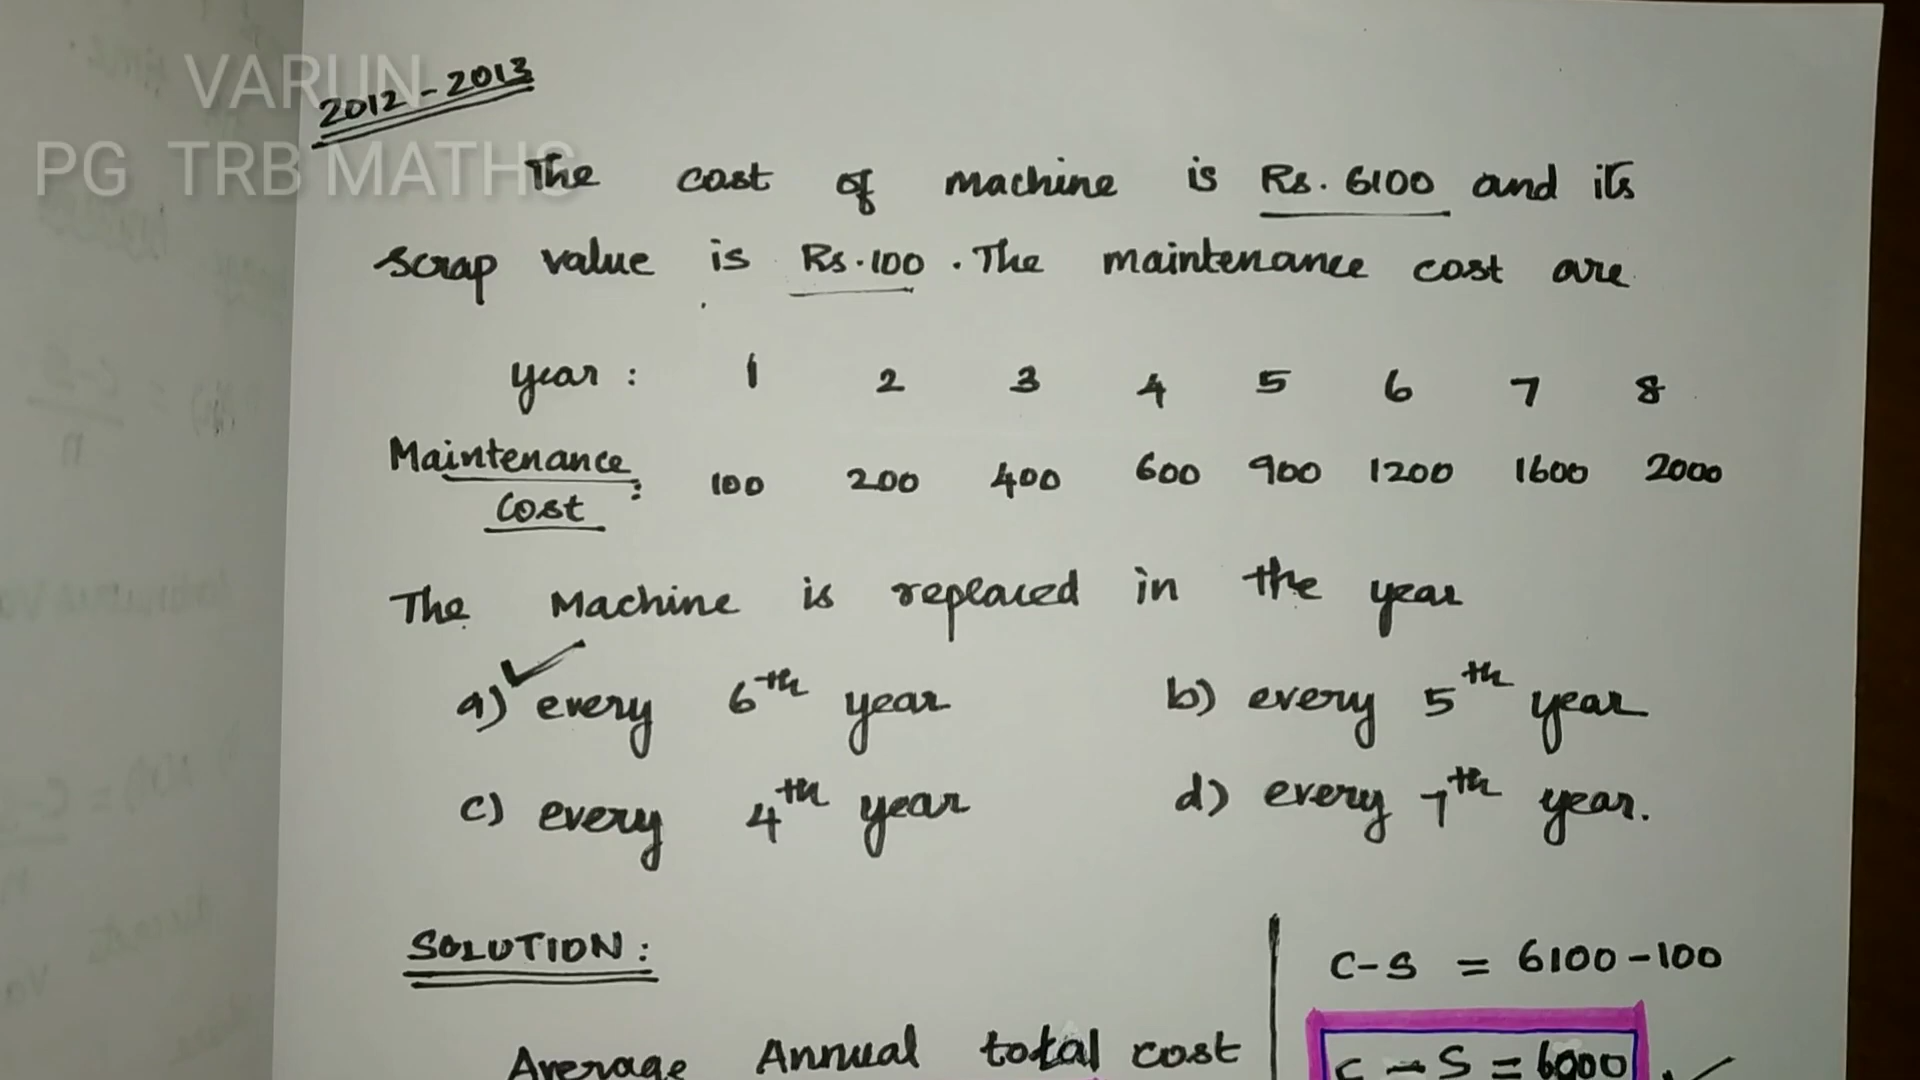 VARUN
2012-2013
PG TRB MATHS
The cost of machine is Rs. 6100 and its
scrap value is Rs.100. The maintenance cost are
year: 1 2 3 4 5 6 7 8
Maintenance Cost: 100 200 400 600 900 1200 1600 2000
The Machine is replaced in the year
a) every 6th year b) every 5th year
c) every 4th year d) every 7th year.
SOLUTION:
C-S = 6100-100
Average Annual total cost
C-S = 6000